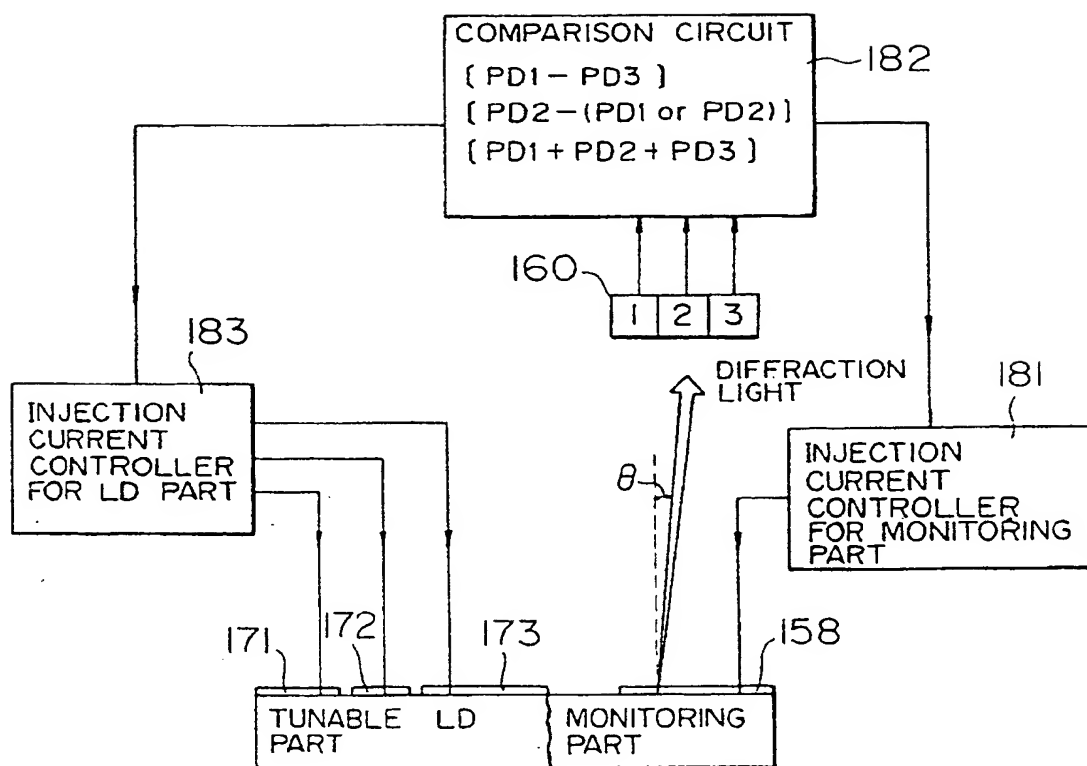 COMPARISON CIRCUIT
[ PD1 – PD3 ]
[ PD2 – (PD1 or PD2) ]
[ PD1 + PD2 + PD3 ]
182
160
1 2 3
183
INJECTION
CURRENT
CONTROLLER
FOR LD PART
DIFFRACTION
LIGHT
θ
181
INJECTION
CURRENT
CONTROLLER
FOR MONITORING
PART
171
172
173
158
TUNABLE LD
PART
MONITORING
PART